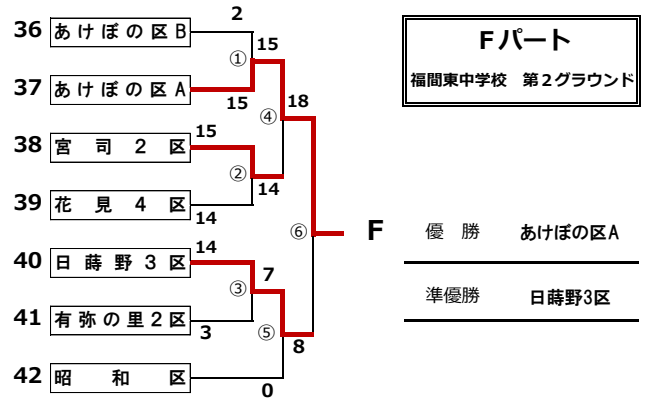 Fパート
福間東中学校 第2グラウンド
36 あけぼの区B 2
① 15
37 あけぼの区A 15
④ 18
38 宮司2区 15
② 14
39 花見4区 14
⑥ F
優勝 あけぼの区A
40 日蒔野3区 14
③ 7
準優勝 日蒔野3区
41 有弥の里2区 3
⑤ 8
42 昭和区 0